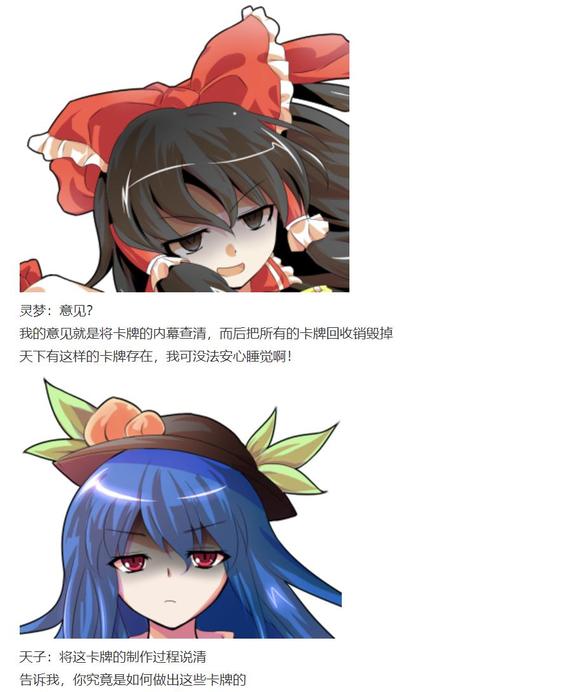 灵梦：意见？
我的意见就是将卡牌的内幕查清，而后把所有的卡牌回收销毁掉
天下有这样的卡牌存在，我可没法安心睡觉啊！
天子：将这卡牌的制作过程说清
告诉我，你究竟是如何做出这些卡牌的